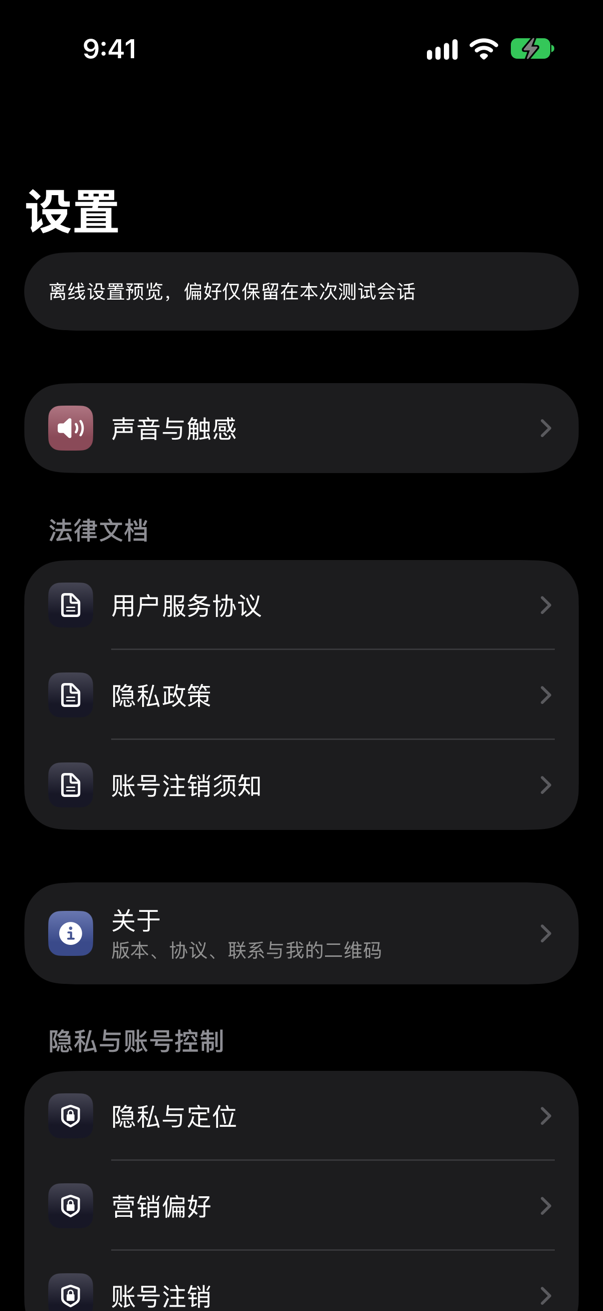 9:41
设置
离线设置预览，偏好仅保留在本次测试会话
声音与触感
法律文档
用户服务协议
隐私政策
账号注销须知
关于
版本、协议、联系与我的二维码
隐私与账号控制
隐私与定位
营销偏好
账号注销